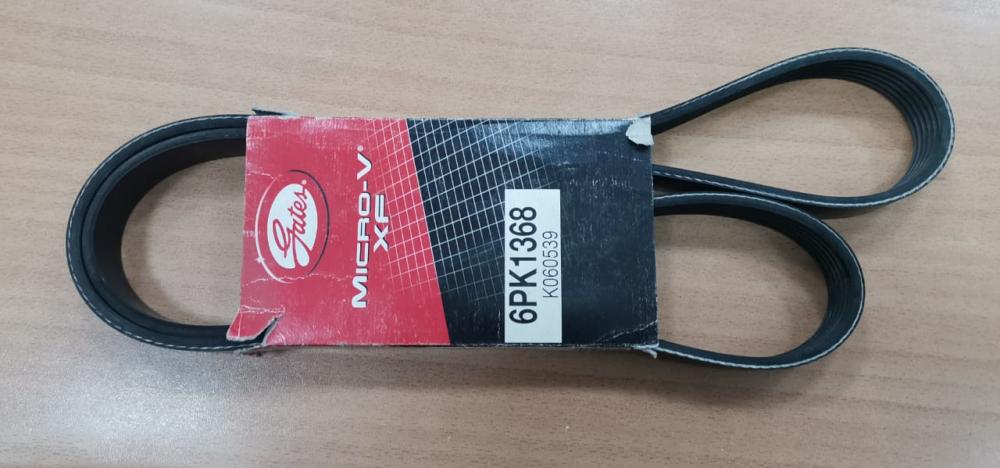 Gates®
MICRO-V®
XF
6PK1368
K060539